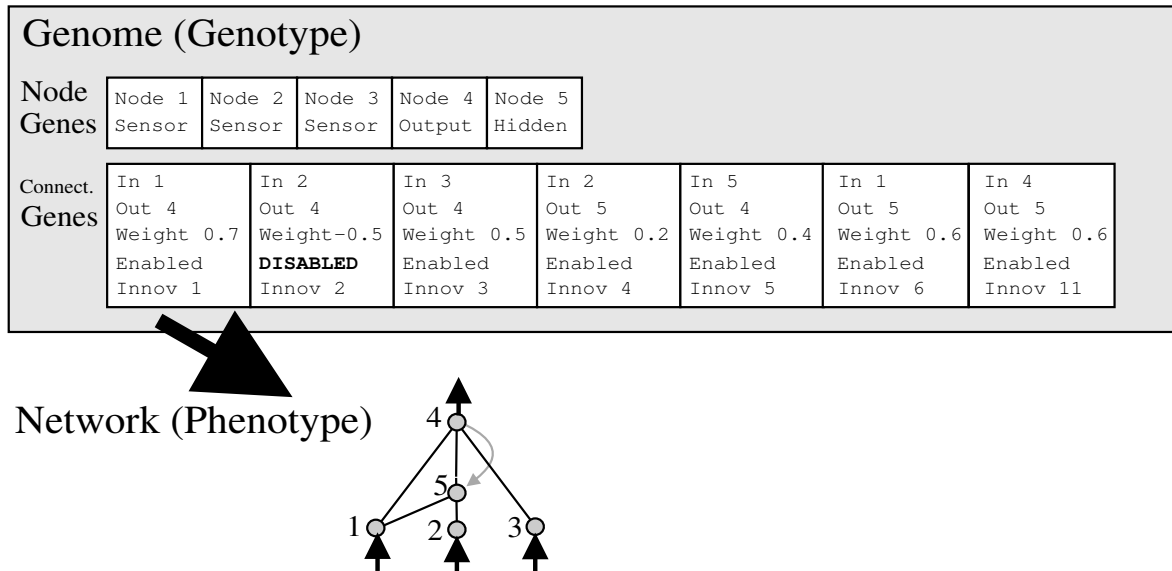 Genome (Genotype)
Node Genes
Node 1 Node 2 Node 3 Node 4 Node 5
Sensor Sensor Sensor Output Hidden
Connect. Genes
In 1 In 2 In 3 In 2 In 5 In 1 In 4
Out 4 Out 4 Out 4 Out 5 Out 4 Out 5 Out 5
Weight 0.7 Weight-0.5 Weight 0.5 Weight 0.2 Weight 0.4 Weight 0.6 Weight 0.6
Enabled DISABLED Enabled Enabled Enabled Enabled Enabled
Innov 1 Innov 2 Innov 3 Innov 4 Innov 5 Innov 6 Innov 11
Network (Phenotype)
4
5
1 2 3